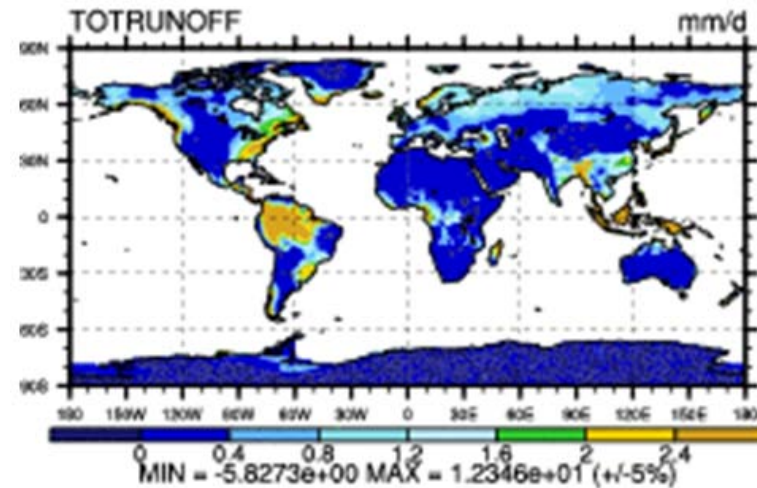 TOTRUNOFF mm/d
90N
60N
30N
0
30S
60S
90S
180 150W 120W 90W 60W 30W 0 30E 60E 90E 120E 150E 180
0 0.4 0.8 1.2 1.6 2 2.4
MIN = -5.8273e+00 MAX = 1.2346e+01 (+/-5%)